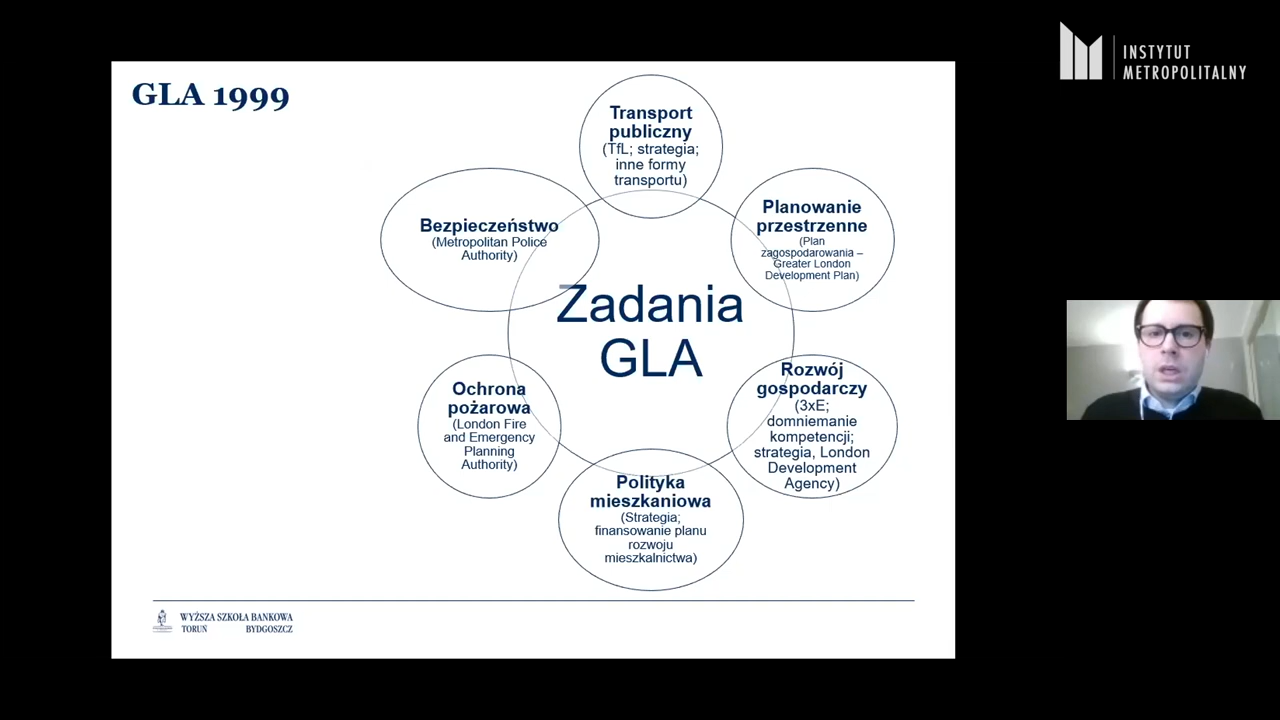 INSTYTUT
METROPOLITALNY
GLA 1999
Transport
publiczny
(TfL; strategia;
inne formy
transportu)
Bezpieczeństwo
(Metropolitan Police
Authority)
Planowanie
przestrzenne
(Plan
zagospodarowania –
Greater London
Development Plan)
Zadania
GLA
Ochrona
pożarowa
(London Fire
and Emergency
Planning
Authority)
Rozwój
gospodarczy
(3xE;
domniemanie
kompetencji;
strategia, London
Development
Agency)
Polityka
mieszkaniowa
(Strategia;
finansowanie planu
rozwoju
mieszkalnictwa)
WYŻSZA SZKOŁA BANKOWA
TORUŃ BYDGOSZCZ